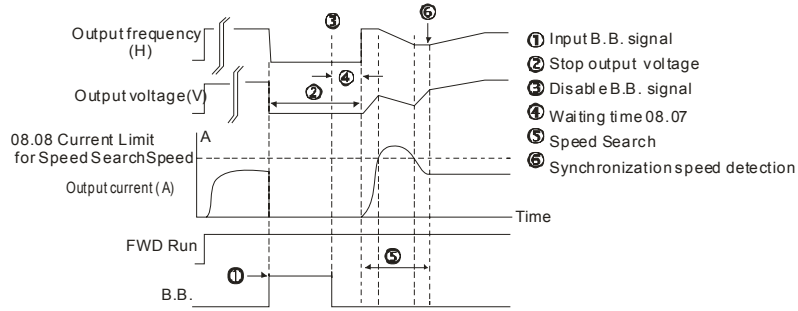 Output frequency
(H)
Output voltage(V)
08.08 Current Limit
for Speed SearchSpeed
A
Output current (A)
FWD Run
B.B.
Time
③
⑥
④
②
⑤
①
① Input B.B. signal
② Stop output voltage
③ Disable B.B. signal
④ Waiting time 08.07
⑤ Speed Search
⑥ Synchronization speed detection